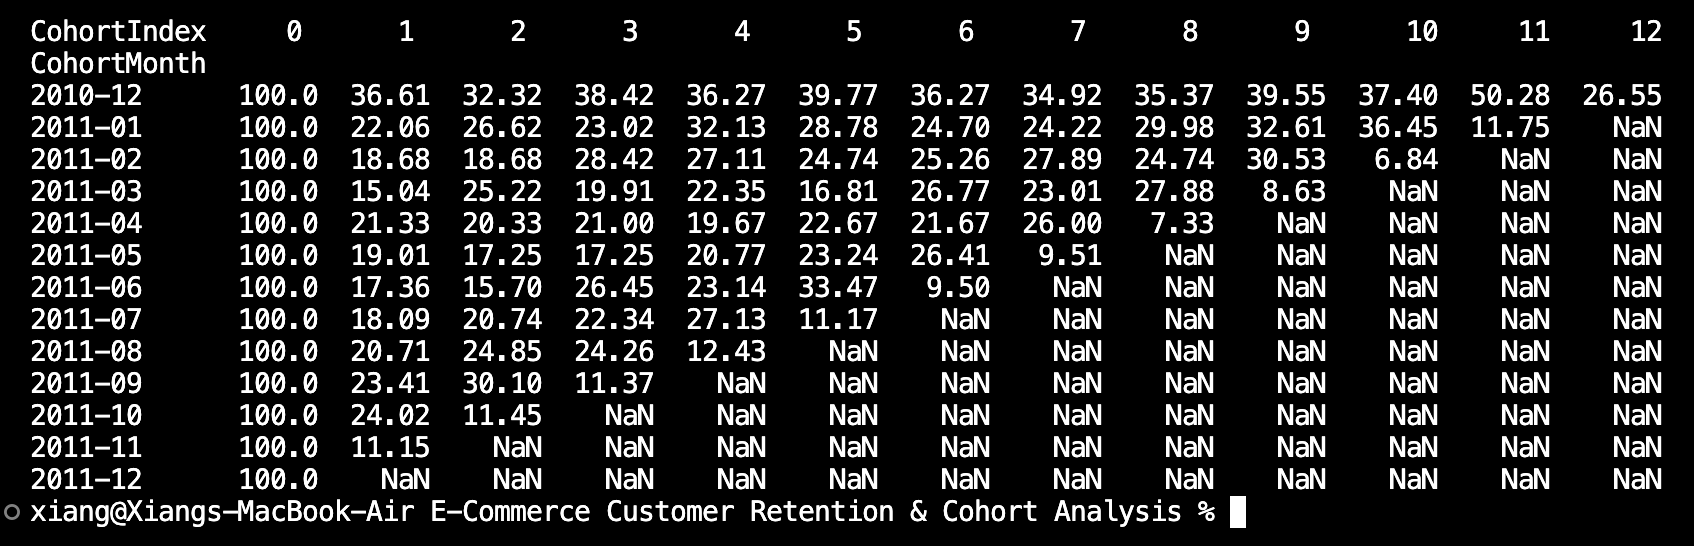 CohortIndex 0 1 2 3 4 5 6 7 8 9 10 11 12
CohortMonth
2010-12 100.0 36.61 32.32 38.42 36.27 39.77 36.27 34.92 35.37 39.55 37.40 50.28 26.55
2011-01 100.0 22.06 26.62 23.02 32.13 28.78 24.70 24.22 29.98 32.61 36.45 11.75 NaN
2011-02 100.0 18.68 18.68 28.42 27.11 24.74 25.26 27.89 24.74 30.53 6.84 NaN NaN
2011-03 100.0 15.04 25.22 19.91 22.35 16.81 26.77 23.01 27.88 8.63 NaN NaN NaN
2011-04 100.0 21.33 20.33 21.00 19.67 22.67 21.67 26.00 7.33 NaN NaN NaN NaN
2011-05 100.0 19.01 17.25 17.25 20.77 23.24 26.41 9.51 NaN NaN NaN NaN NaN
2011-06 100.0 17.36 15.70 26.45 23.14 33.47 9.50 NaN NaN NaN NaN NaN NaN
2011-07 100.0 18.09 20.74 22.34 27.13 11.17 NaN NaN NaN NaN NaN NaN NaN
2011-08 100.0 20.71 24.85 24.26 12.43 NaN NaN NaN NaN NaN NaN NaN NaN
2011-09 100.0 23.41 30.10 11.37 NaN NaN NaN NaN NaN NaN NaN NaN NaN
2011-10 100.0 24.02 11.45 NaN NaN NaN NaN NaN NaN NaN NaN NaN NaN
2011-11 100.0 11.15 NaN NaN NaN NaN NaN NaN NaN NaN NaN NaN NaN
2011-12 100.0 NaN NaN NaN NaN NaN NaN NaN NaN NaN NaN NaN NaN
xiang@Xiangs-MacBook-Air E-Commerce Customer Retention & Cohort Analysis %